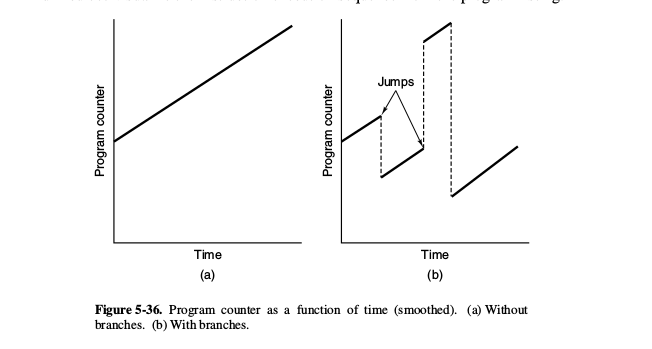 Program counter
Time
(a)
Program counter
Jumps
Time
(b)
Figure 5-36. Program counter as a function of time (smoothed). (a) Without
branches. (b) With branches.